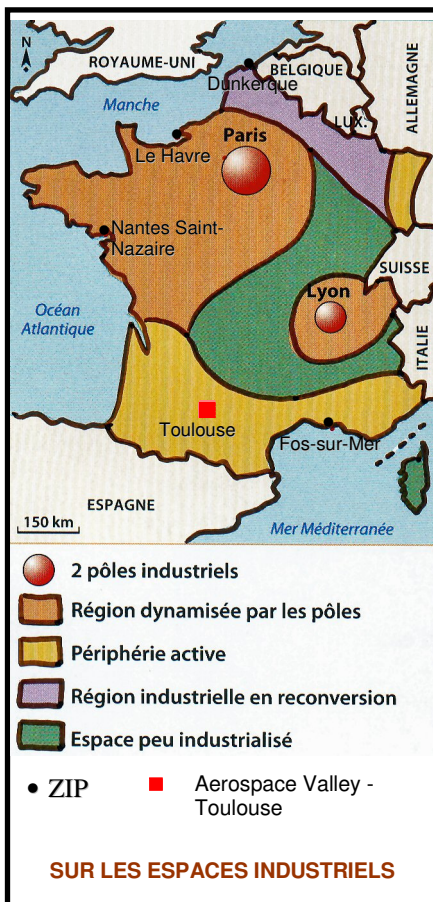 N
ROYAUME-UNI
BELGIQUE
ALLEMAGNE
Dunkerque
Manche
LUX.
Paris
Le Havre
Nantes Saint-
Nazaire
SUISSE
Lyon
Océan
Atlantique
ITALIE
Toulouse
Fos-sur-Mer
ESPAGNE
150 km
Mer Méditerranée
2 pôles industriels
Région dynamisée par les pôles
Périphérie active
Région industrielle en reconversion
Espace peu industrialisé
• ZIP
Aerospace Valley -
Toulouse
SUR LES ESPACES INDUSTRIELS